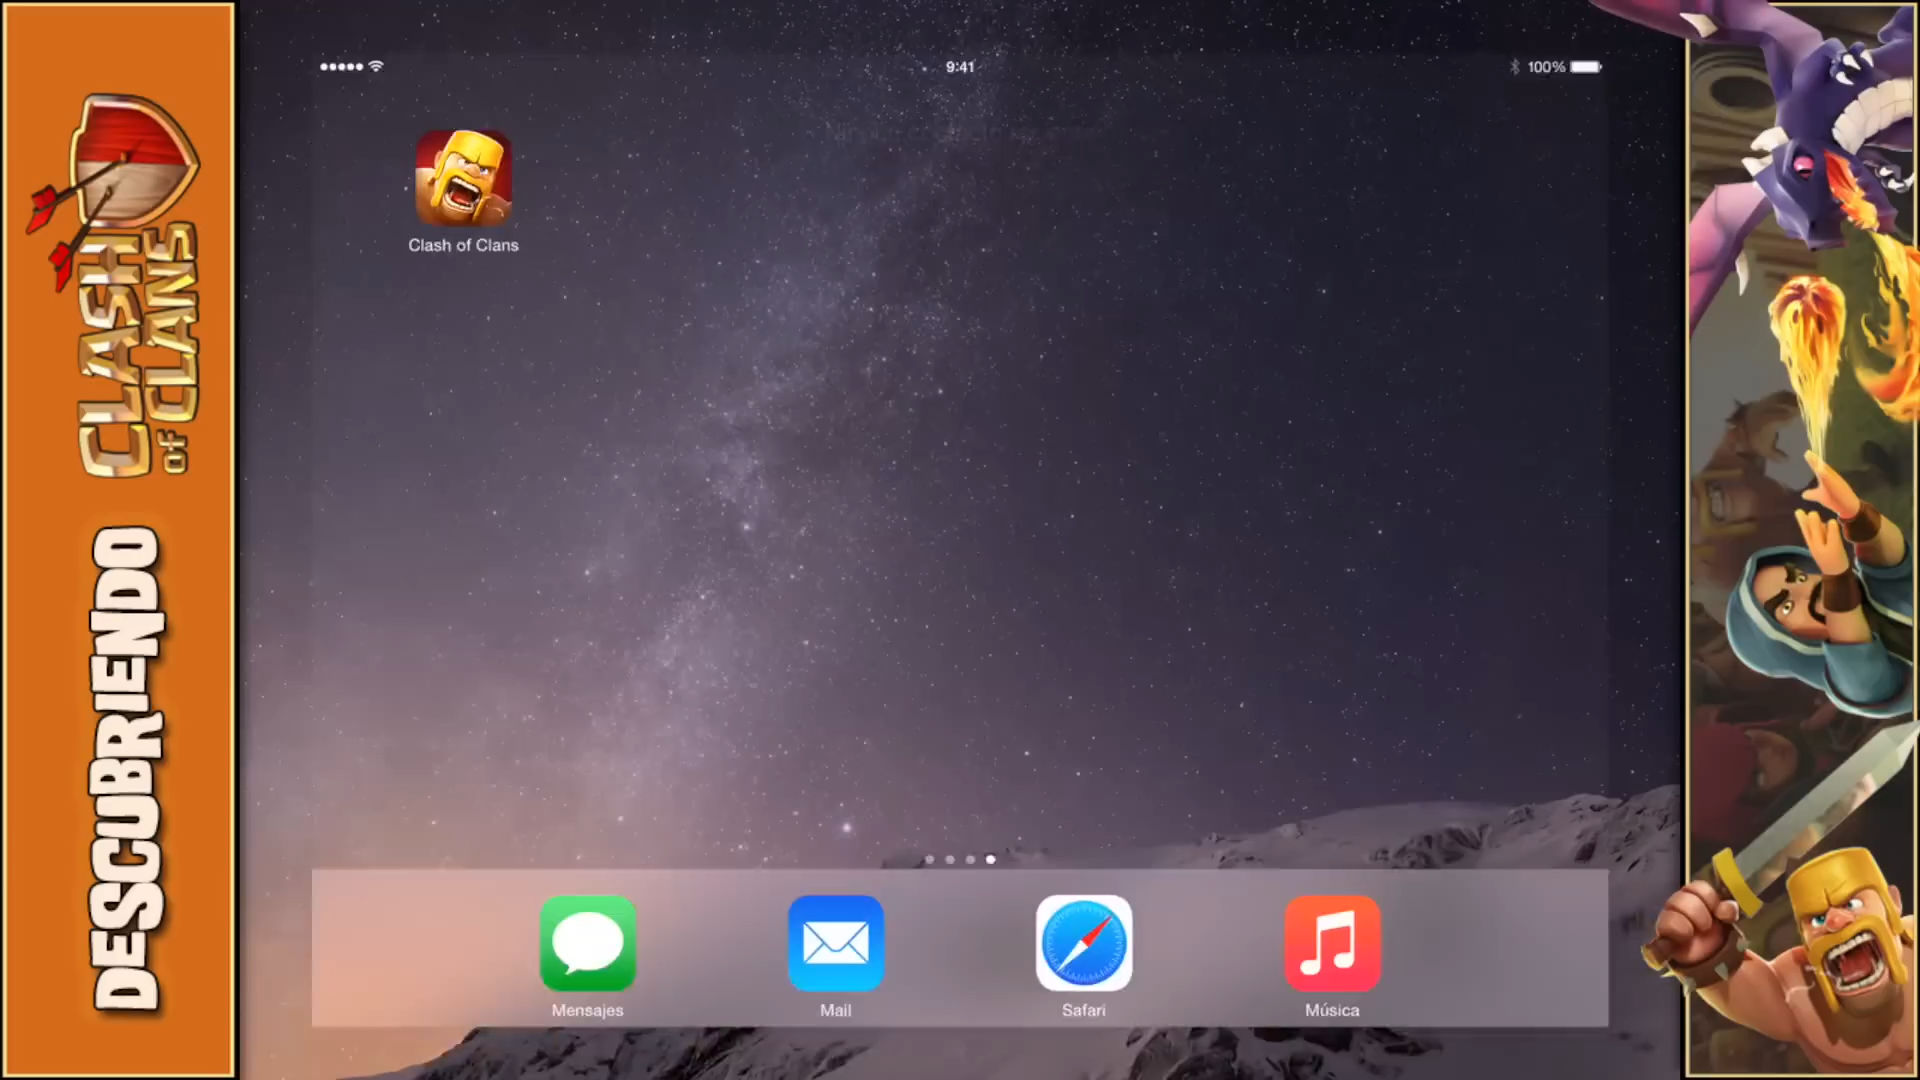 CLASH
OF CLANS
DESCUBRIENDO
9:41
100%
Clash of Clans
Mensajes
Mail
Safari
Música